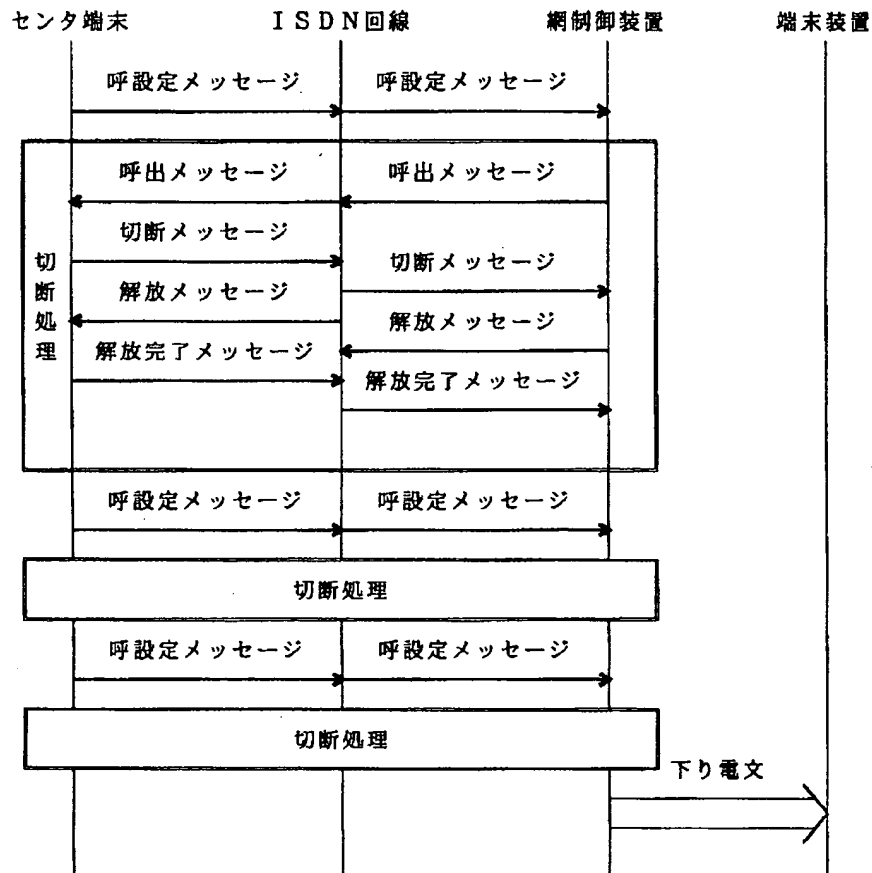 センタ端末 ＩＳＤＮ回線 網制御装置 端末装置
呼設定メッセージ 呼設定メッセージ
呼出メッセージ 呼出メッセージ
切断メッセージ
切断メッセージ
解放メッセージ
解放メッセージ
解放完了メッセージ
解放完了メッセージ
切断処理
呼設定メッセージ 呼設定メッセージ
切断処理
呼設定メッセージ 呼設定メッセージ
切断処理
下り電文